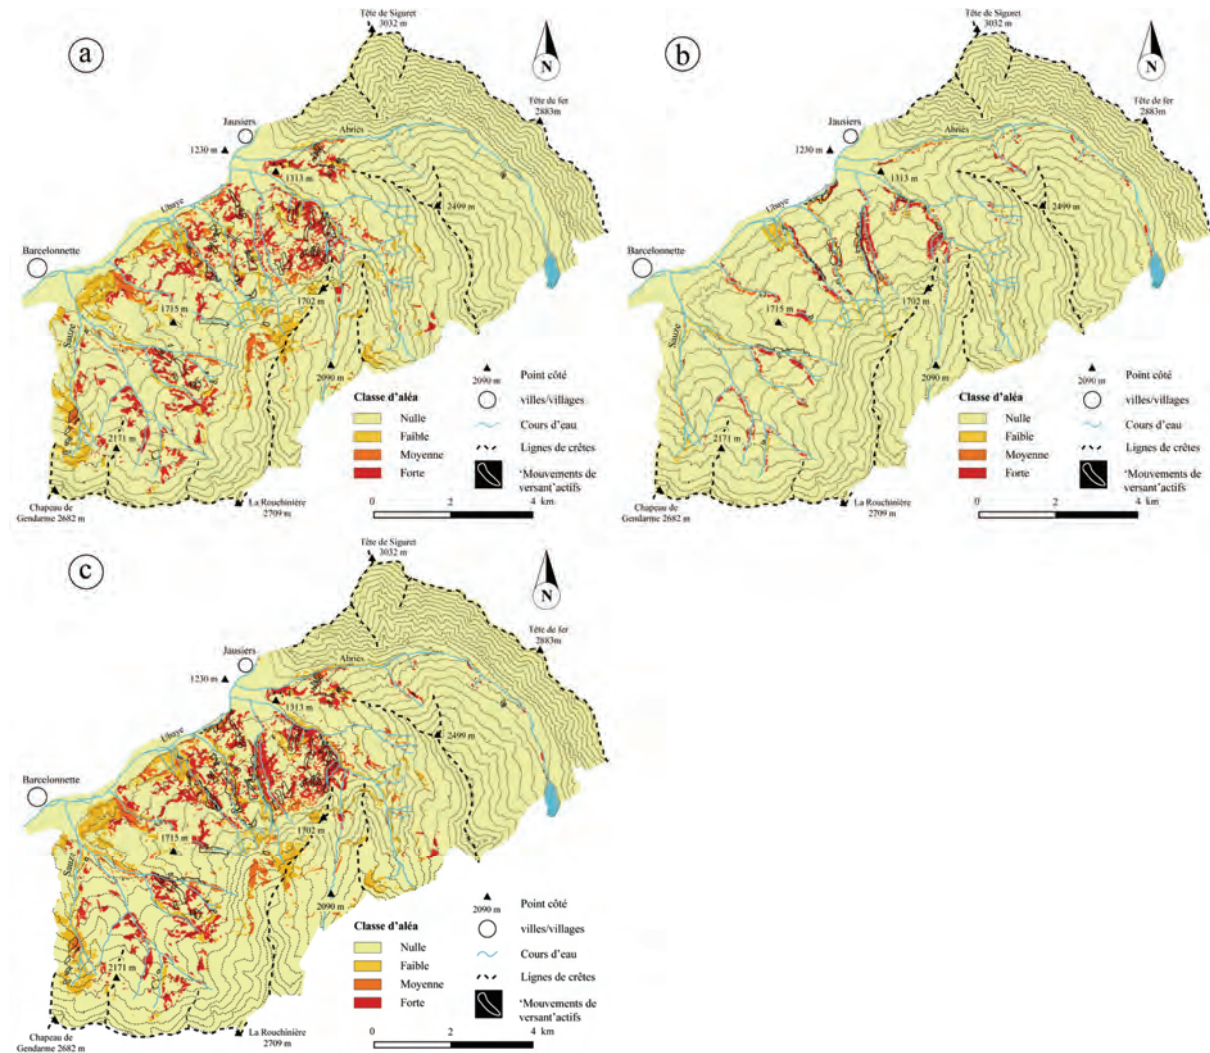 a
Tête de Siguret
3032 m
N
Tête de fer
2883m
Jausiers
Abriès
1230 m
1313 m
2499 m
Ubaye
Barcelonnette
1702 m
1715 m
Sauze
2090 m
2171 m
Chapeau de
Gendarme 2682 m
La Rouchinière
2709 m
Classe d'aléa
Nulle
Faible
Moyenne
Forte
2090 m
Point côté
villes/villages
Cours d'eau
Lignes de crêtes
'Mouvements de
versant'actifs
0 2 4 km
b
Tête de Siguret
3032 m
N
Tête de fer
2883m
Jausiers
Abriès
1230 m
1313 m
2499 m
Ubaye
Barcelonnette
1702 m
1715 m
Sauze
2090 m
2171 m
Chapeau de
Gendarme 2682 m
La Rouchinière
2709 m
Classe d'aléa
Nulle
Faible
Moyenne
Forte
2090 m
Point côté
villes/villages
Cours d'eau
Lignes de crêtes
'Mouvements de
versant'actifs
0 2 4 km
c
Tête de Siguret
3032 m
N
Tête de fer
2883m
Jausiers
Abriès
1230 m
1313 m
2499 m
Ubaye
Barcelonnette
1702 m
1715 m
Sauze
2090 m
2171 m
Chapeau de
Gendarme 2682 m
La Rouchinière
2709 m
Classe d'aléa
Nulle
Faible
Moyenne
Forte
2090 m
Point côté
villes/villages
Cours d'eau
Lignes de crêtes
'Mouvements de
versant'actifs
0 2 4 km